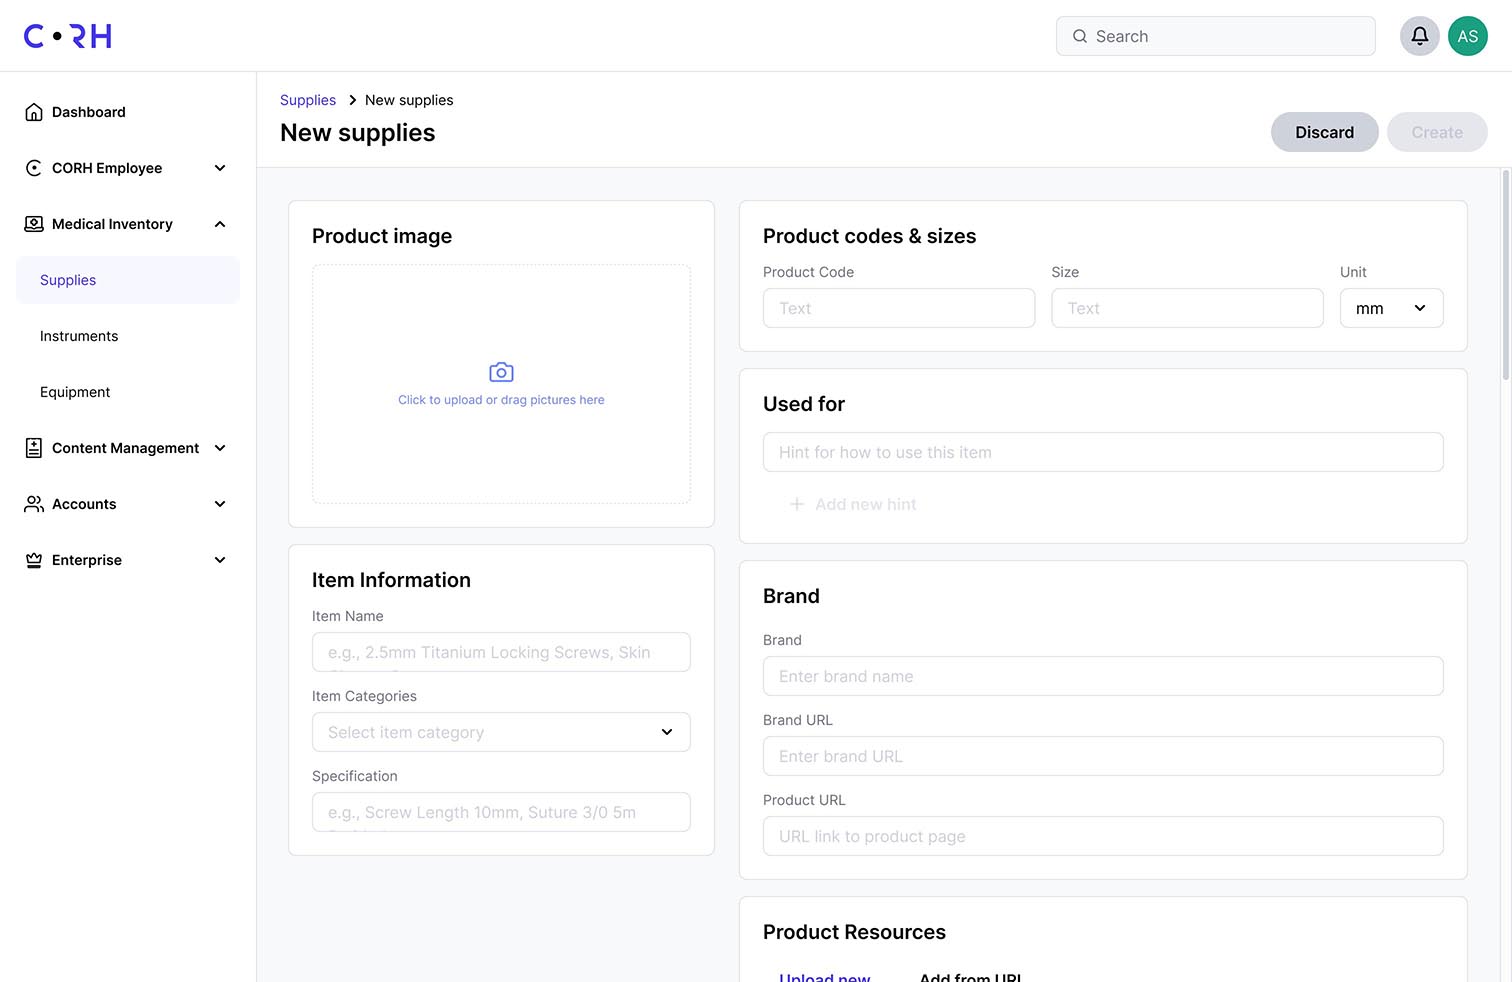 C•RH
Search
AS
Dashboard
CORH Employee
Medical Inventory
Supplies
Instruments
Equipment
Content Management
Accounts
Enterprise
Supplies > New supplies
New supplies
Discard
Create
Product image
Click to upload or drag pictures here
Item Information
Item Name
e.g., 2.5mm Titanium Locking Screws, Skin
Item Categories
Select item category
Specification
e.g., Screw Length 10mm, Suture 3/0 5m
Product codes & sizes
Product Code
Size
Unit
Text
Text
mm
Used for
Hint for how to use this item
+ Add new hint
Brand
Brand
Enter brand name
Brand URL
Enter brand URL
Product URL
URL link to product page
Product Resources
Upload new
Add from URL